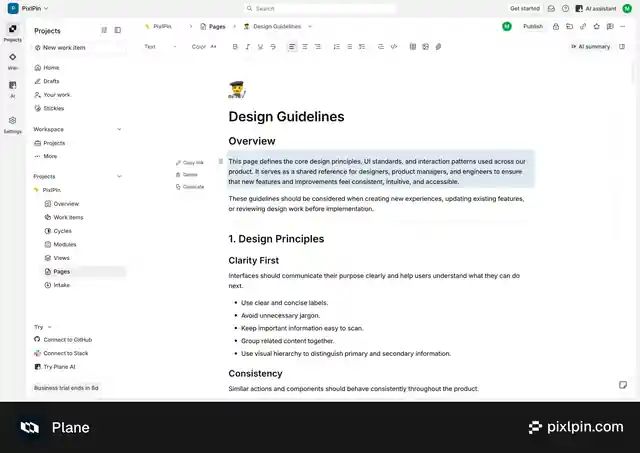 PixlPin
Search
Get started
AI assistant
M
Projects
Wiki
AI
Settings
Projects
New work item
Home
Drafts
Your work
Stickies
Workspace
Projects
More
Projects
PixlPin
Overview
Work items
Cycles
Modules
Views
Pages
Intake
Try
Connect to GitHub
Connect to Slack
Try Plane AI
Business trial ends in 8d
PixlPin
Pages
Design Guidelines
M
Publish
Text
Color
AI summary
Copy link
Delete
Duplicate
Design Guidelines
Overview
This page defines the core design principles, UI standards, and interaction patterns used across our
product. It serves as a shared reference for designers, product managers, and engineers to ensure
that new features and improvements feel consistent, intuitive, and accessible.
These guidelines should be considered when creating new experiences, updating existing features,
or reviewing design work before implementation.
1. Design Principles
Clarity First
Interfaces should communicate their purpose clearly and help users understand what they can do
next.
Use clear and concise labels.
Avoid unnecessary jargon.
Keep important information easy to scan.
Group related content together.
Use visual hierarchy to distinguish primary and secondary information.
Consistency
Similar actions and components should behave consistently throughout the product.
Plane
pixlpin.com